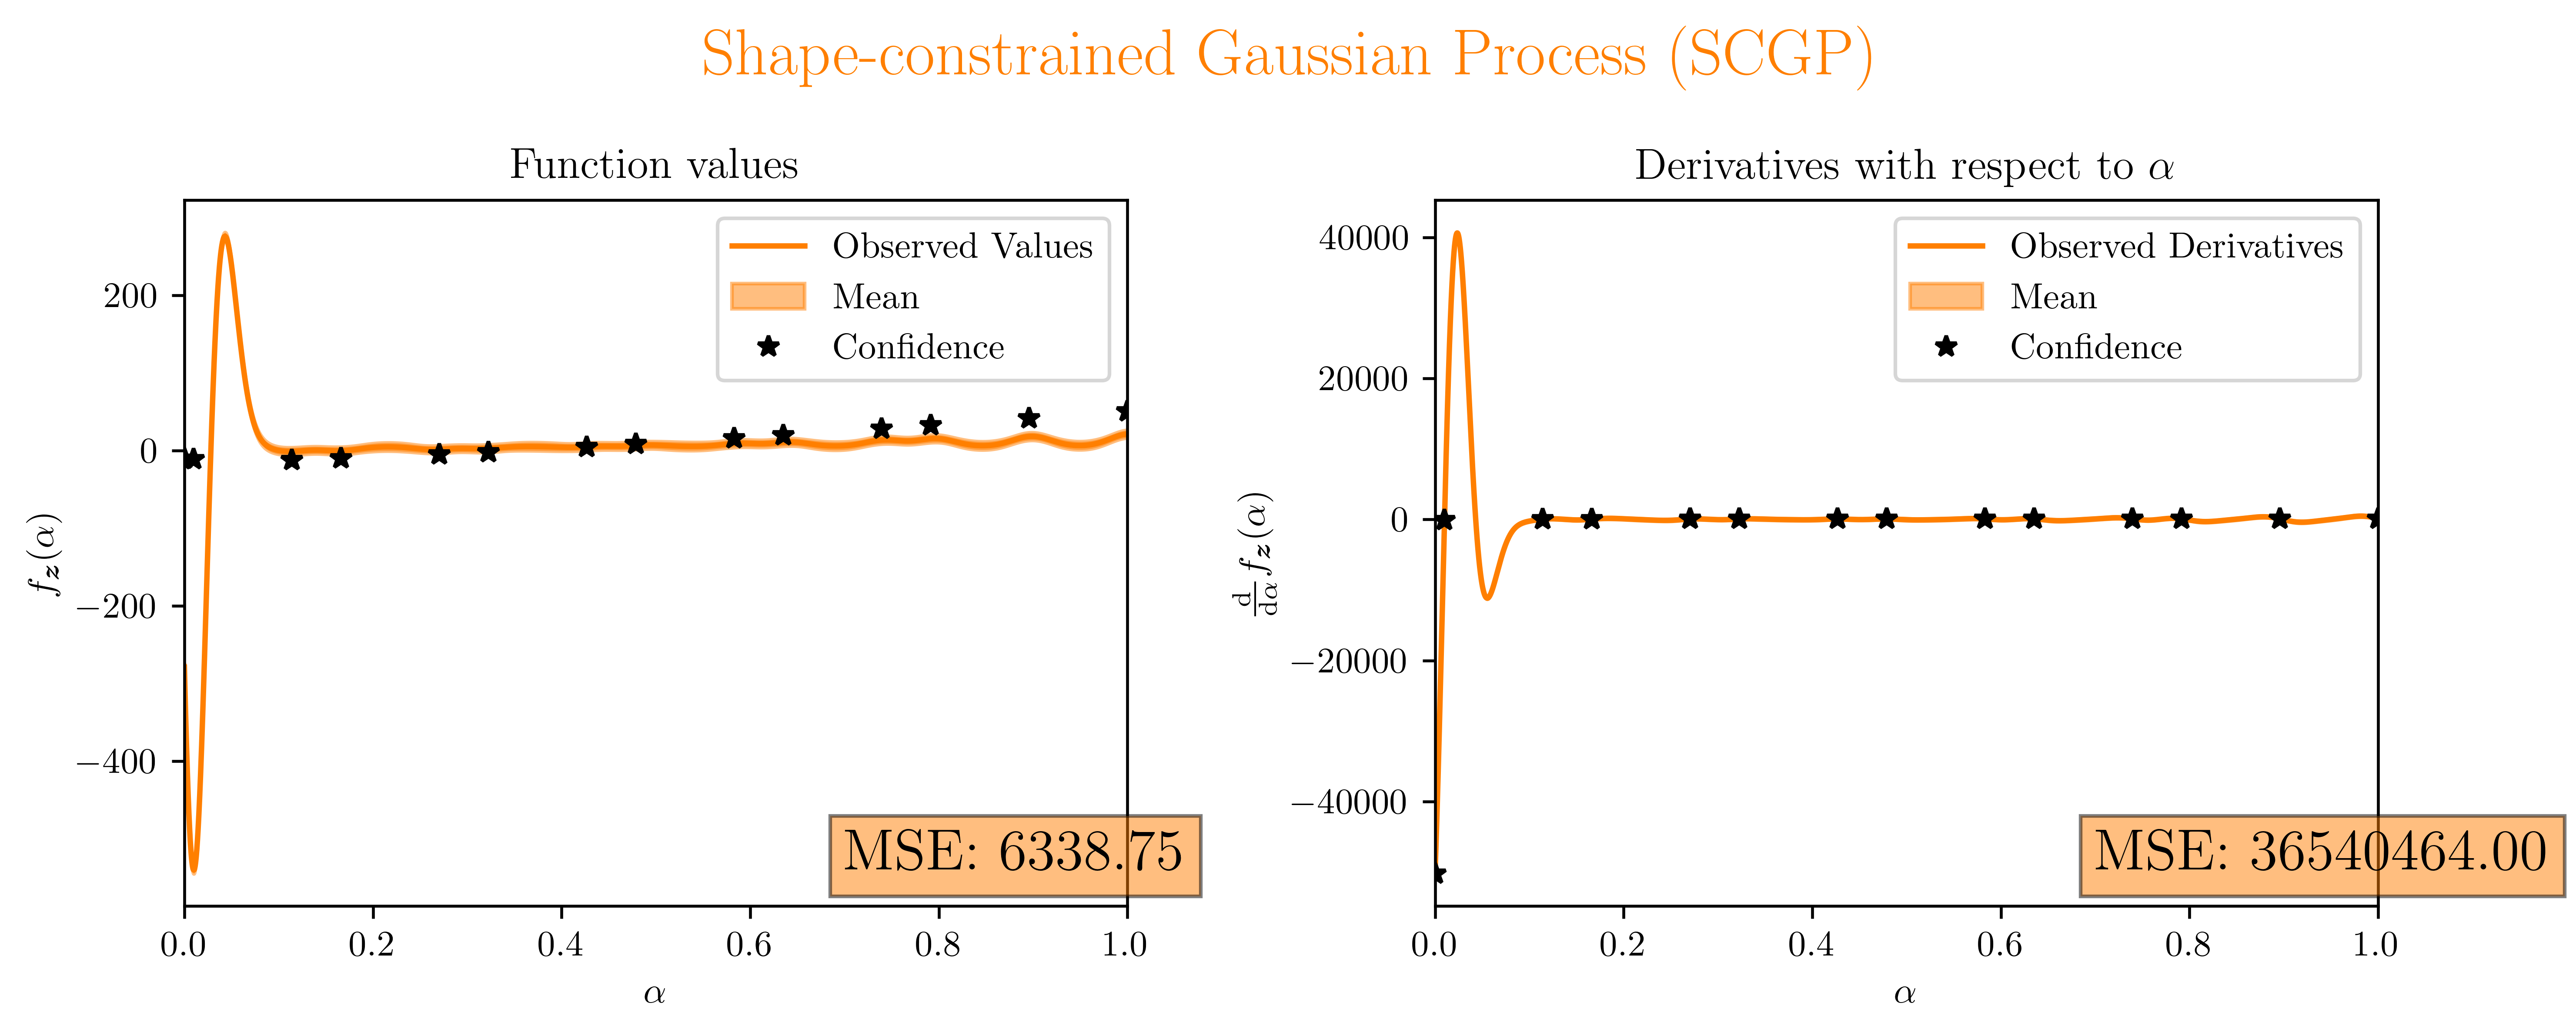 Shape-constrained Gaussian Process (SCGP)
Function values
Observed Values
Mean
Confidence
200
0
−200
−400
f_z(α)
MSE: 6338.75
0.0 0.2 0.4 0.6 0.8 1.0
α
Derivatives with respect to α
Observed Derivatives
Mean
Confidence
40000
20000
0
−20000
−40000
d/dα f_z(α)
MSE: 36540464.00
0.0 0.2 0.4 0.6 0.8 1.0
α